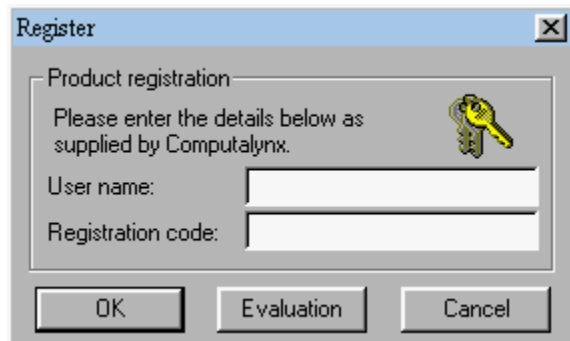 Register
Product registration
Please enter the details below as
supplied by Computalynx.
User name:
Registration code:
OK Evaluation Cancel